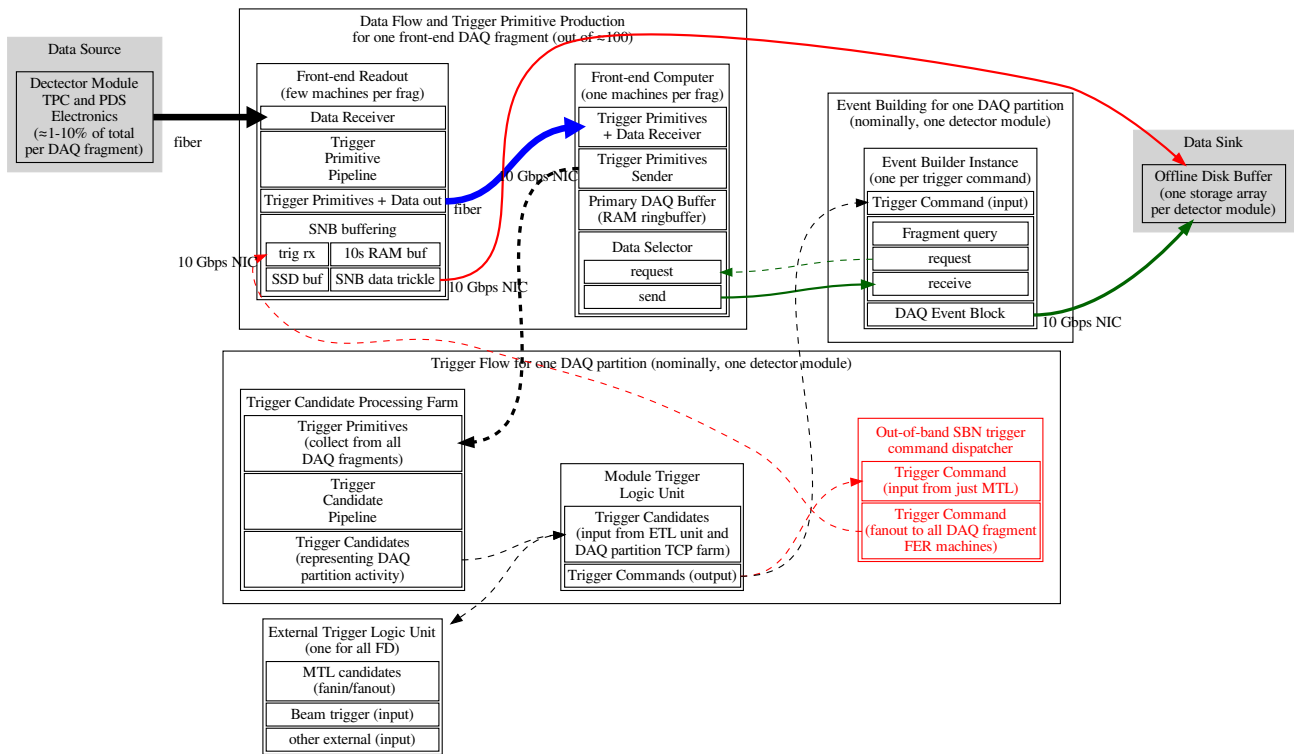 Data Source
Dectector Module
TPC and PDS
Electronics
(≈1-10% of total
per DAQ fragment)
fiber
Data Flow and Trigger Primitive Production
for one front-end DAQ fragment (out of ≈100)
Front-end Readout
(few machines per frag)
Data Receiver
Trigger
Primitive
Pipeline
Trigger Primitives + Data out
fiber
SNB buffering
trig rx
10s RAM buf
SSD buf
SNB data trickle
10 Gbps NIC
10 Gbps NIC
Front-end Computer
(one machines per frag)
Trigger Primitives
+ Data Receiver
10 Gbps NIC
Trigger Primitives
Sender
Primary DAQ Buffer
(RAM ringbuffer)
Data Selector
request
send
Event Building for one DAQ partition
(nominally, one detector module)
Event Builder Instance
(one per trigger command)
Trigger Command (input)
Fragment query
request
receive
DAQ Event Block
10 Gbps NIC
Data Sink
Offline Disk Buffer
(one storage array
per detector module)
Trigger Flow for one DAQ partition (nominally, one detector module)
Trigger Candidate Processing Farm
Trigger Primitives
(collect from all
DAQ fragments)
Trigger
Candidate
Pipeline
Trigger Candidates
(representing DAQ
partition activity)
Module Trigger
Logic Unit
Trigger Candidates
(input from ETL unit and
DAQ partition TCP farm)
Trigger Commands (output)
Out-of-band SBN trigger
command dispatcher
Trigger Command
(input from just MTL)
Trigger Command
(fanout to all DAQ fragment
FER machines)
External Trigger Logic Unit
(one for all FD)
MTL candidates
(fanin/fanout)
Beam trigger (input)
other external (input)